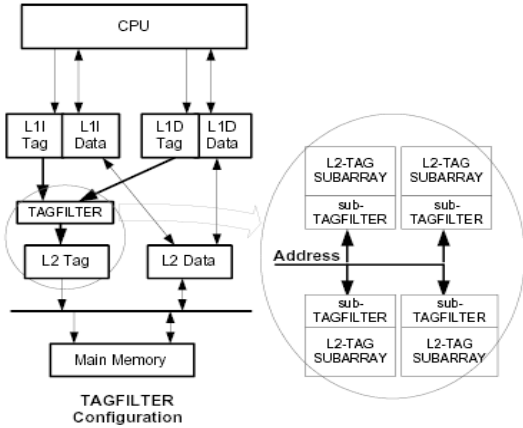 CPU
L1I L1I L1D L1D
Tag Data Tag Data
TAGFILTER
L2 Tag
L2 Data
Main Memory
TAGFILTER
Configuration
L2-TAG
SUBARRAY
sub-
TAGFILTER
L2-TAG
SUBARRAY
sub-
TAGFILTER
Address
sub-
TAGFILTER
L2-TAG
SUBARRAY
sub-
TAGFILTER
L2-TAG
SUBARRAY